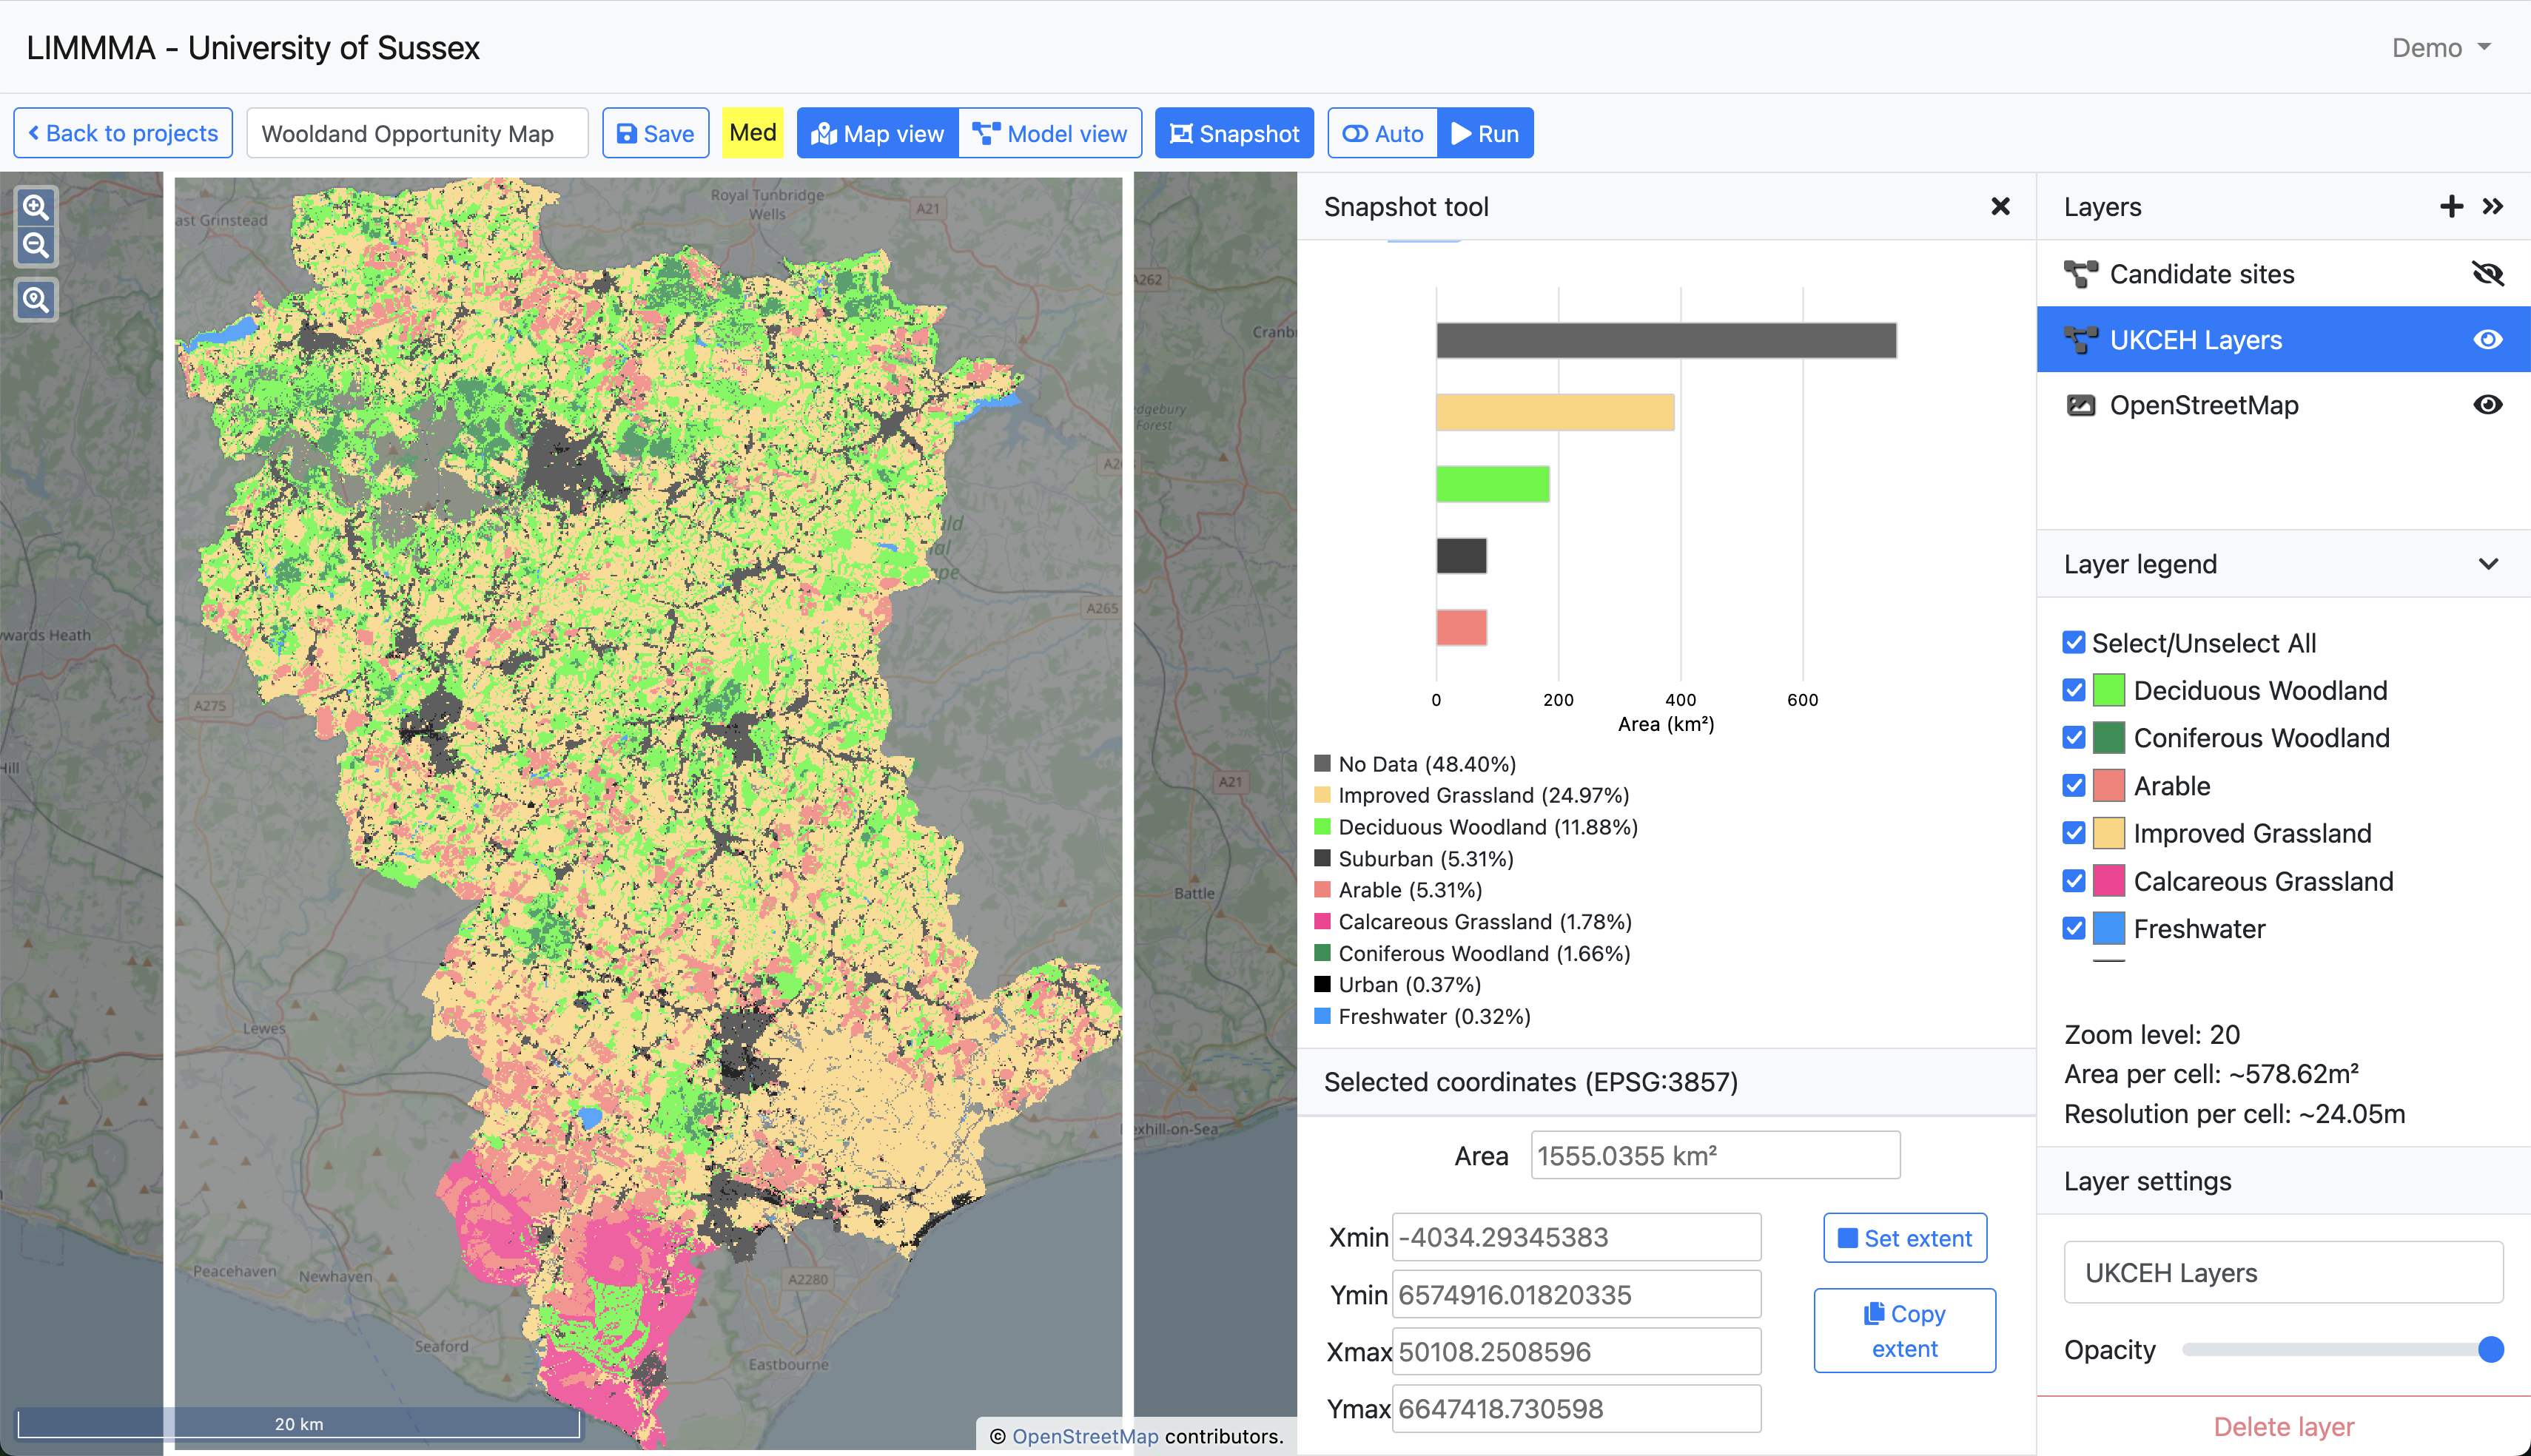 LIMMMA - University of Sussex
Demo
Back to projects
Wooldand Opportunity Map
Save
Med
Map view
Model view
Snapshot
Auto
Run
ast Grinstead
Royal Tunbridge
Wells
A21
A262
Cranb
edgebury
Forest
A26
ald
al
pe
A265
wards Heath
A275
Hill
A21
Battle
Lewes
exhill-on-Sea
Peacehaven
Newhaven
A2280
Seaford
Eastbourne
20 km
© OpenStreetMap contributors.
Snapshot tool
0
200
400
600
Area (km²)
No Data (48.40%)
Improved Grassland (24.97%)
Deciduous Woodland (11.88%)
Suburban (5.31%)
Arable (5.31%)
Calcareous Grassland (1.78%)
Coniferous Woodland (1.66%)
Urban (0.37%)
Freshwater (0.32%)
Selected coordinates (EPSG:3857)
Area 1555.0355 km²
Xmin -4034.29345383
Ymin 6574916.01820335
Xmax 50108.2508596
Ymax 6647418.730598
Set extent
Copy
extent
Layers
Candidate sites
UKCEH Layers
OpenStreetMap
Layer legend
Select/Unselect All
Deciduous Woodland
Coniferous Woodland
Arable
Improved Grassland
Calcareous Grassland
Freshwater
Zoom level: 20
Area per cell: ~578.62m²
Resolution per cell: ~24.05m
Layer settings
UKCEH Layers
Opacity
Delete layer